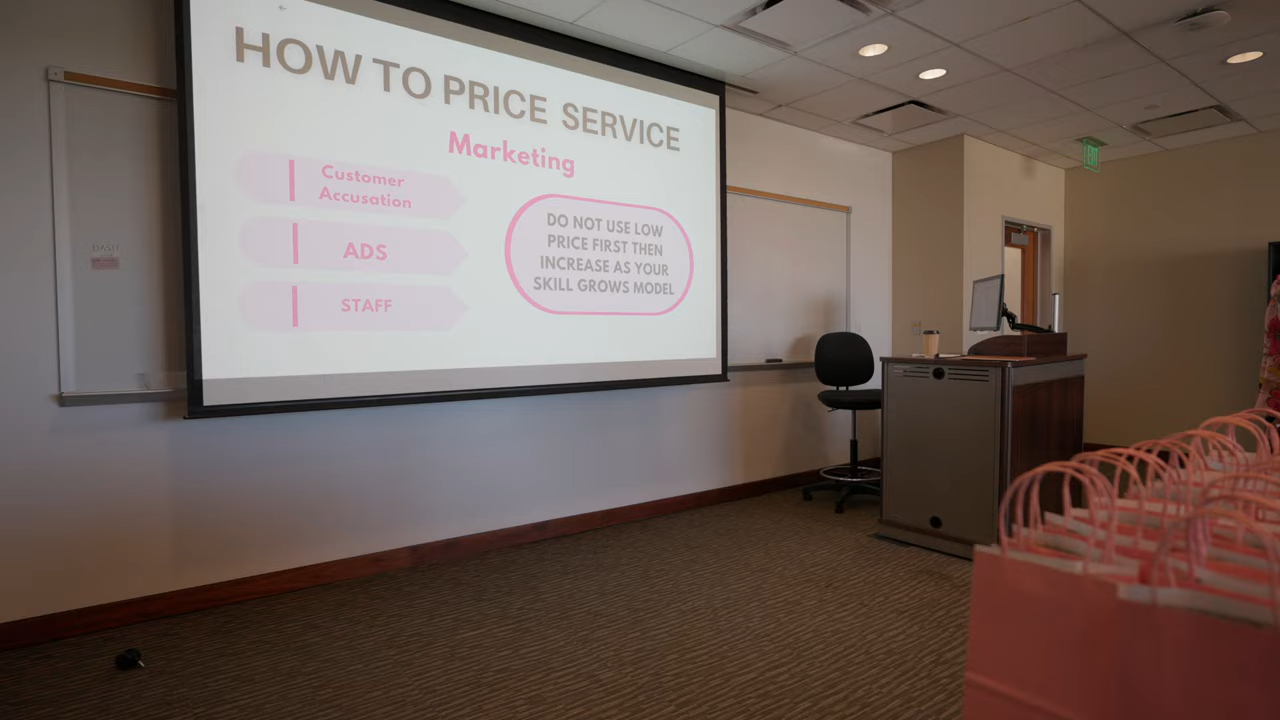 HOW TO PRICE SERVICE
Marketing
Customer
Accusation
ADS
STAFF
DO NOT USE LOW
PRICE FIRST THEN
INCREASE AS YOUR
SKILL GROWS MODEL
EXIT